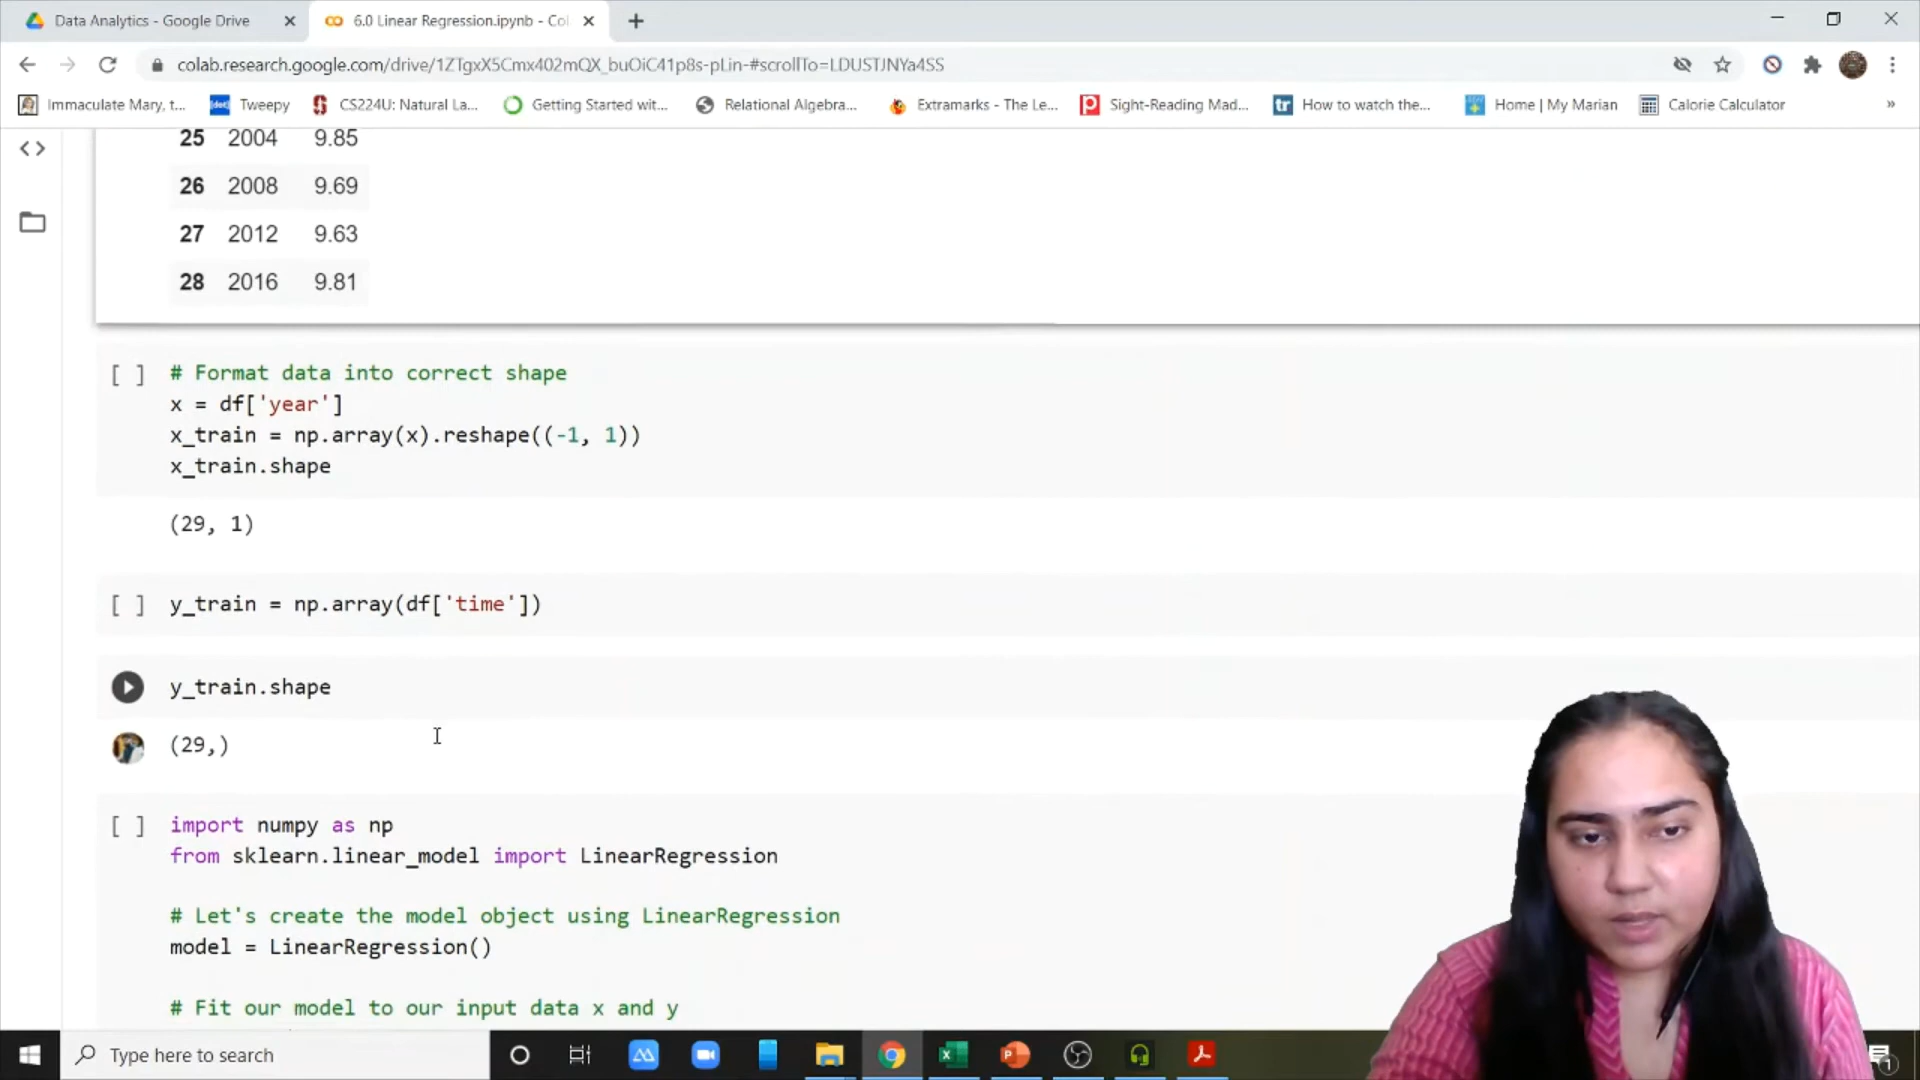 Data Analytics - Google Drive
6.0 Linear Regression.ipynb - Col
colab.research.google.com/drive/1ZTgxX5Cmx402mQX_buOiC41p8s-pLin-#scrollTo=LDUSTJNYa4SS
Immaculate Mary, t...
Tweepy
CS224U: Natural La...
Getting Started wit...
Relational Algebra...
Extramarks - The Le...
Sight-Reading Mad...
How to watch the...
Home | My Marian
Calorie Calculator
»
25 2004 9.85
26 2008 9.69
27 2012 9.63
28 2016 9.81
[ ] # Format data into correct shape
x = df['year']
x_train = np.array(x).reshape((-1, 1))
x_train.shape
(29, 1)
[ ] y_train = np.array(df['time'])
y_train.shape
(29,)
[ ] import numpy as np
from sklearn.linear_model import LinearRegression
# Let's create the model object using LinearRegression
model = LinearRegression()
# Fit our model to our input data x and y
Type here to search